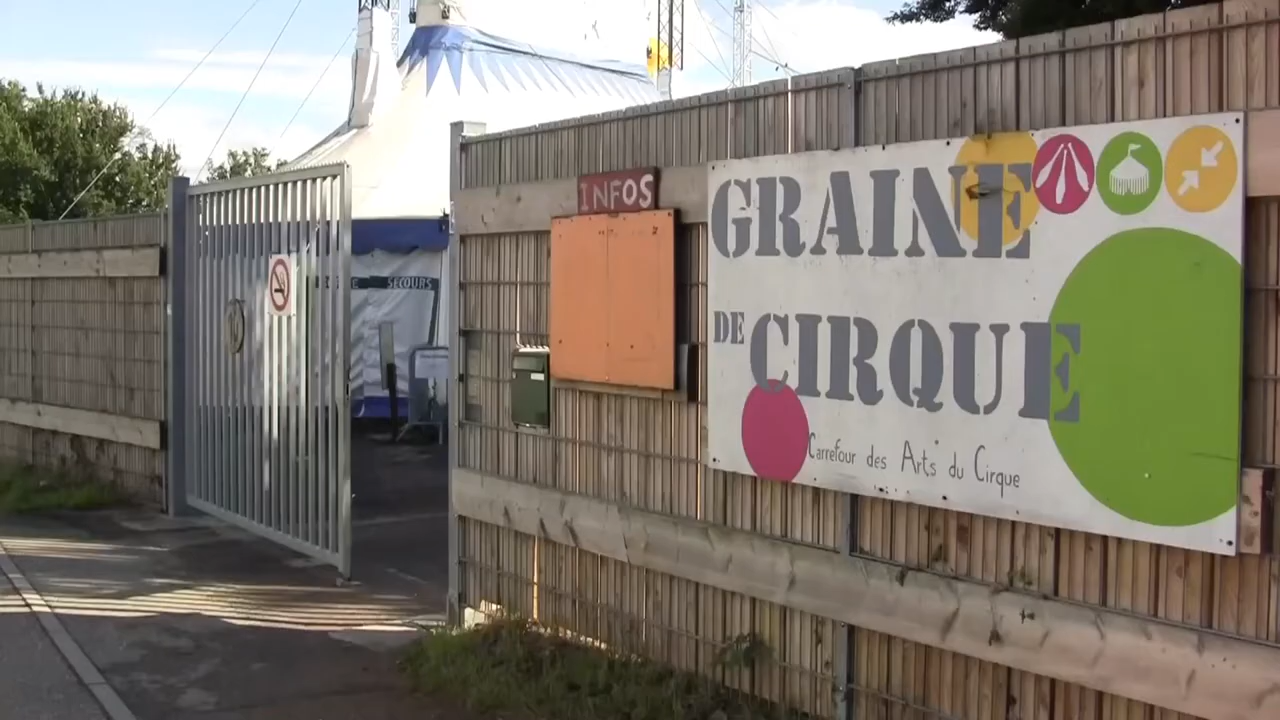 INFOS
SECOURS
GRAINE
DE CIRQUE
Carrefour des Arts du Cirque